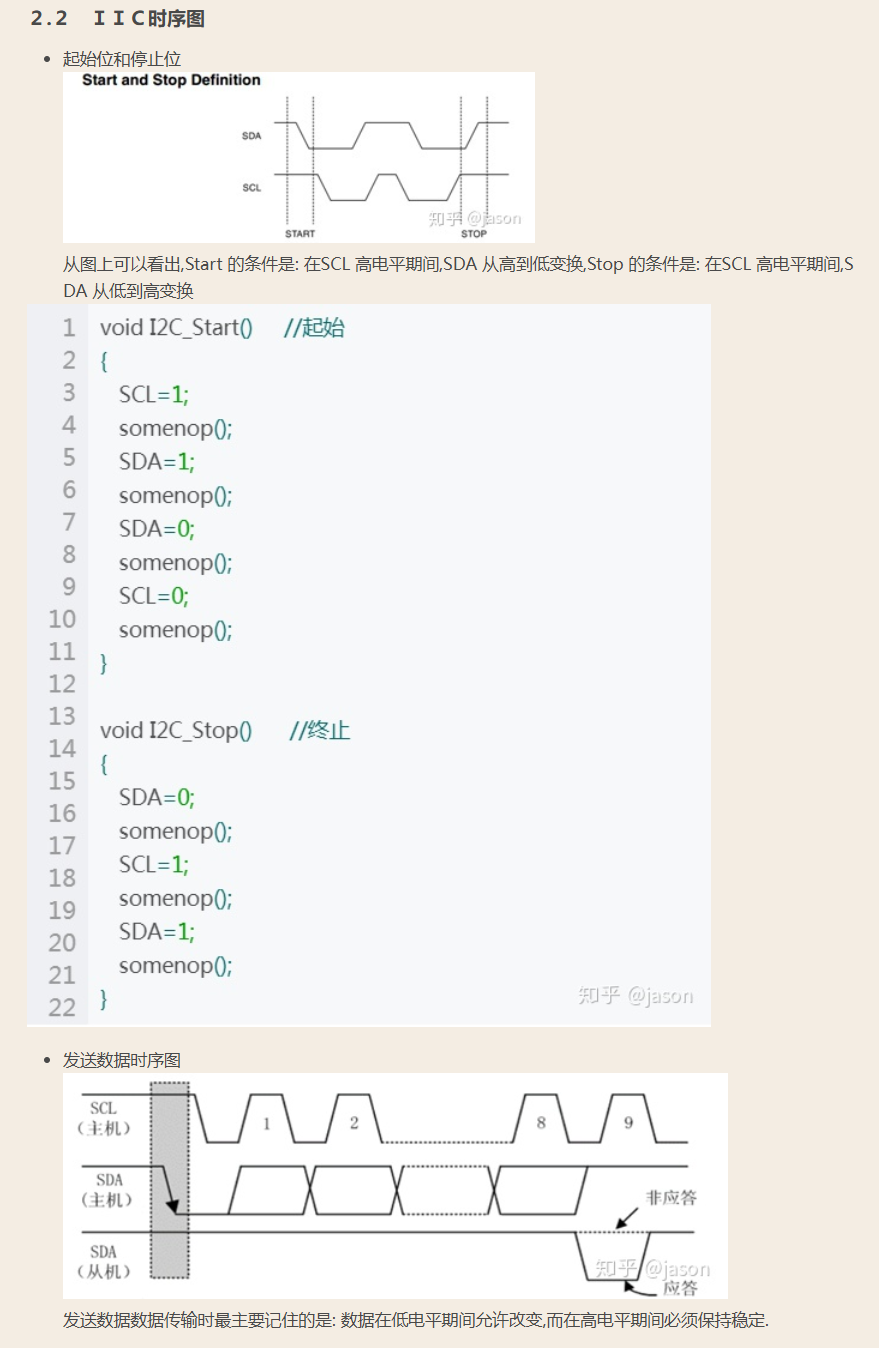 2.2 ＩＩＣ时序图
• 起始位和停止位
Start and Stop Definition
SDA
SCL
知乎 @jason
START
STOP
从图上可以看出,Start 的条件是: 在SCL 高电平期间,SDA 从高到低变换,Stop 的条件是: 在SCL 高电平期间,S
DA 从低到高变换
1 void I2C_Start() //起始
2 {
3 SCL=1;
4 somenop();
5 SDA=1;
6 somenop();
7 SDA=0;
8 somenop();
9 SCL=0;
10 somenop();
11 }
12
13 void I2C_Stop() //终止
14 {
15 SDA=0;
16 somenop();
17 SCL=1;
18 somenop();
19 SDA=1;
20 somenop();
21 }
22
知乎 @jason
• 发送数据时序图
SCL
（主机）
1
2
8
9
SDA
（主机）
非应答
SDA
（从机）
知乎 @jason
应答
发送数据数据传输时最主要记住的是: 数据在低电平期间允许改变,而在高电平期间必须保持稳定.